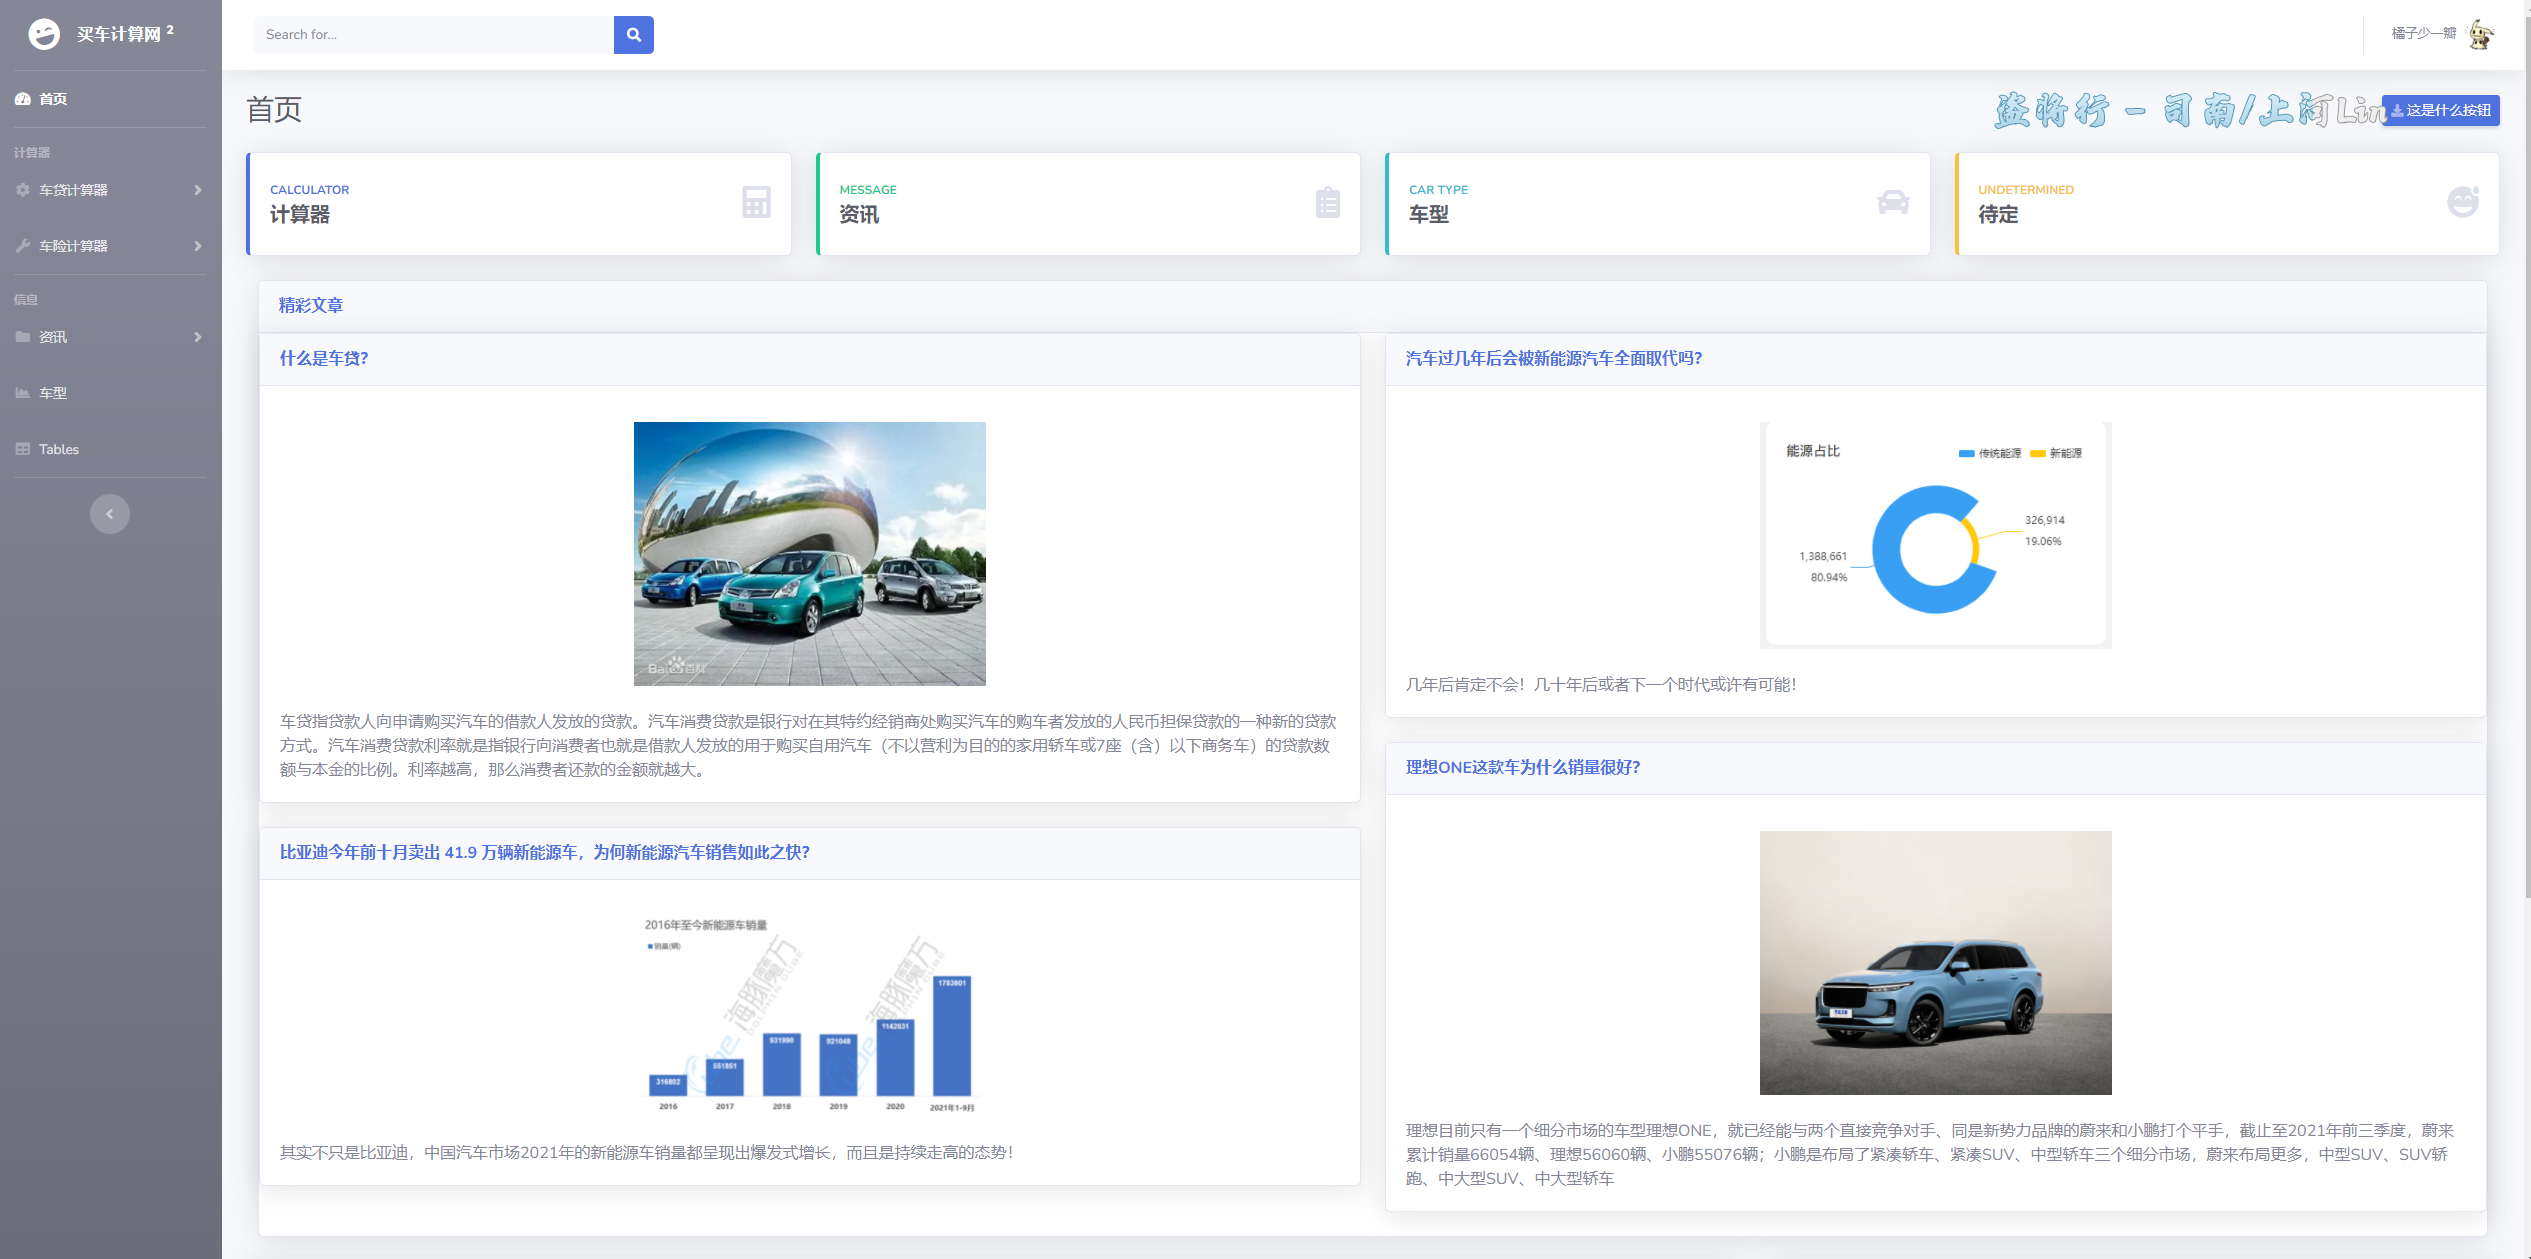 买车计算网 2
首页
计算器
车贷计算器
车险计算器
信息
资讯
车型
Tables
Search for...
橘子少一瓣
首页
盗将行 - 司南/上河Lin
这是什么按钮
CALCULATOR
计算器
MESSAGE
资讯
CAR TYPE
车型
UNDETERMINED
待定
精彩文章
什么是车贷?
Baidu百科
车贷指贷款人向申请购买汽车的借款人发放的贷款。汽车消费贷款是银行对在其特约经销商处购买汽车的购车者发放的人民币担保贷款的一种新的贷款
方式。汽车消费贷款利率就是指银行向消费者也就是借款人发放的用于购买自用汽车（不以营利为目的的家用轿车或7座（含）以下商务车）的贷款数
额与本金的比例。利率越高，那么消费者还款的金额就越大。
比亚迪今年前十月卖出 41.9 万辆新能源车，为何新能源汽车销售如此之快?
2016年至今新能源车销量
销量(辆)
海豚魔方
海豚魔方
316802
551851
931990
921048
1142831
1783801
2016
2017
2018
2019
2020
2021年1-9月
其实不只是比亚迪，中国汽车市场2021年的新能源车销量都呈现出爆发式增长，而且是持续走高的态势！
汽车过几年后会被新能源汽车全面取代吗?
能源占比
传统能源
新能源
326,914
19.06%
1,388,661
80.94%
几年后肯定不会！几十年后或者下一个时代或许有可能！
理想ONE这款车为什么销量很好?
理想目前只有一个细分市场的车型理想ONE，就已经能与两个直接竞争对手、同是新势力品牌的蔚来和小鹏打个平手，截止至2021年前三季度，蔚来
累计销量66054辆、理想56060辆、小鹏55076辆；小鹏是布局了紧凑轿车、紧凑SUV、中型轿车三个细分市场，蔚来布局更多，中型SUV、SUV轿
跑、中大型SUV、中大型轿车